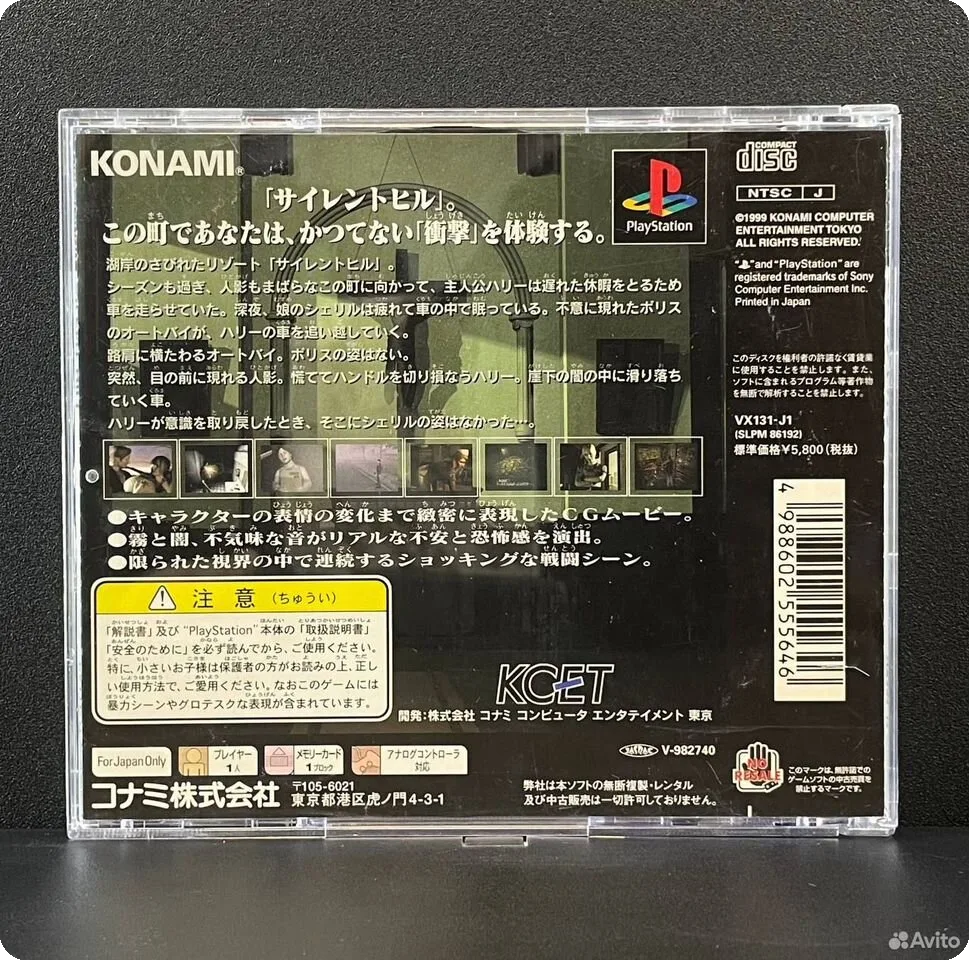 KONAMI®
「サイレントヒル」。
この町であなたは、かつてない「衝撃」を体験する。
湖岸のさびれたリゾート「サイレントヒル」。
シーズンも過ぎ、人影もまばらなこの町に向かって、主人公ハリーは遅れた休暇をとるため
車を走らせていた。深夜、娘のシェリルは疲れて車の中で眠っている。不意に現れたポリス
のオートバイが、ハリーの車を追い越していく。
路肩に横たわるオートバイ。ポリスの姿はない。
突然、目の前に現れる人影。慌ててハンドルを切り損なうハリー。崖下の闇の中に滑り落ち
ていく車。
ハリーが意識を取り戻したとき、そこにシェリルの姿はなかった…。
●キャラクターの表情の変化まで緻密に表現したCGムービー。
●霧と闇、不気味な音がリアルな不安と恐怖感を演出。
●限られた視界の中で連続するショッキングな戦闘シーン。
注意(ちゅうい)
「解説書」及び"PlayStation"本体の「取扱説明書」
「安全のために」を必ず読んでから、ご使用ください。
特に、小さいお子様は保護者の方がお読みの上、正し
い使用方法で、ご愛用ください。なおこのゲームには
暴力シーンやグロテスクな表現が含まれています。
KCET
開発:株式会社 コナミ コンピュータ エンタテイメント 東京
For Japan Only
プレイヤー
1人
メモリーカード
1ブロック
アナログコントローラ
対応
コナミ株式会社
〒105-6021
東京都港区虎ノ門4-3-1
V-982740
弊社は本ソフトの無断複製・レンタル
及び中古販売は一切許可しておりません。
NO
RESALE
このマークは、無許諾での
ゲームソフトの中古売買を
禁止するマークです。
PlayStation
COMPACT
disc
NTSC J
©1999 KONAMI COMPUTER
ENTERTAINMENT TOKYO
ALL RIGHTS RESERVED.
" " and "PlayStation" are
registered trademarks of Sony
Computer Entertainment Inc.
Printed in Japan
このディスクを権利者の許諾なく賃貸業
に使用することを禁止します。また、
ソフトに含まれるプログラム等著作物
を無断で解析することを禁止します。
VX131-J1
(SLPM 86192)
標準価格¥5,800(税抜)
4 988602 555646
Avito